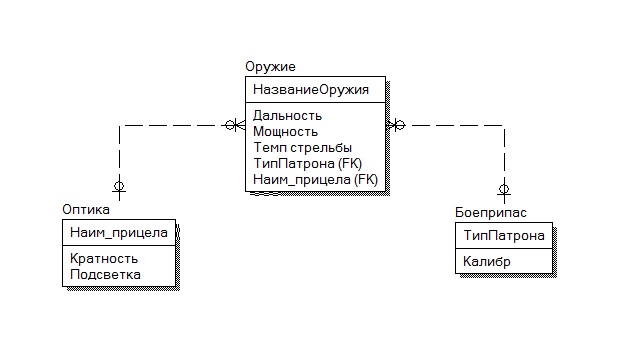 Оружие
НазваниеОружия
Дальность
Мощность
Темп стрельбы
ТипПатрона (FK)
Наим_прицела (FK)
Оптика
Наим_прицела
Кратность
Подсветка
Боеприпас
ТипПатрона
Калибр